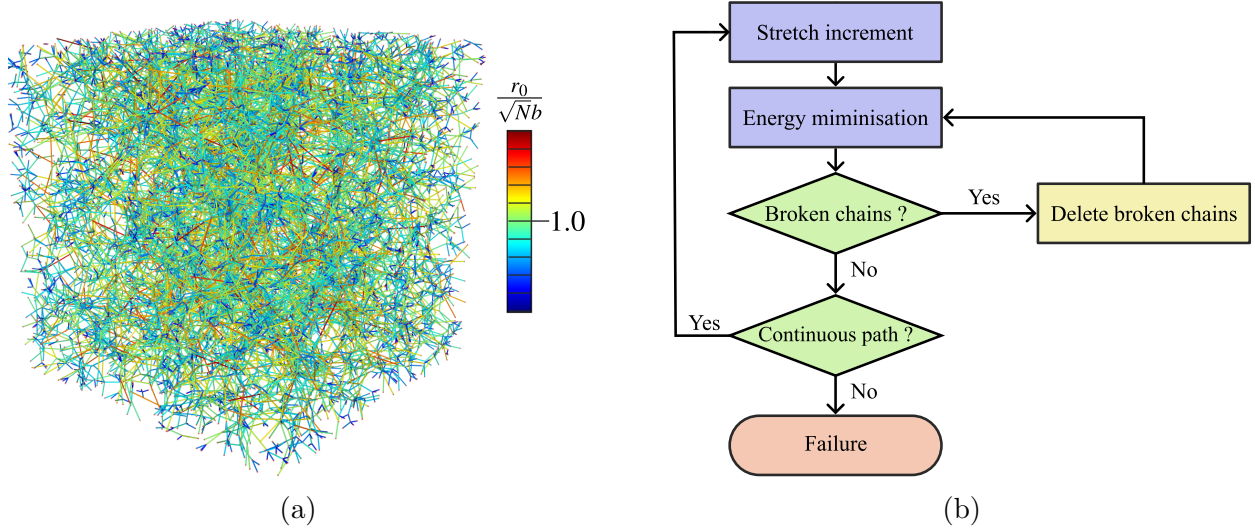 r₀
√Nb
1.0
(a)
Stretch increment
Energy miminisation
Broken chains ?
Yes
Delete broken chains
No
Continuous path ?
Yes
No
Failure
(b)